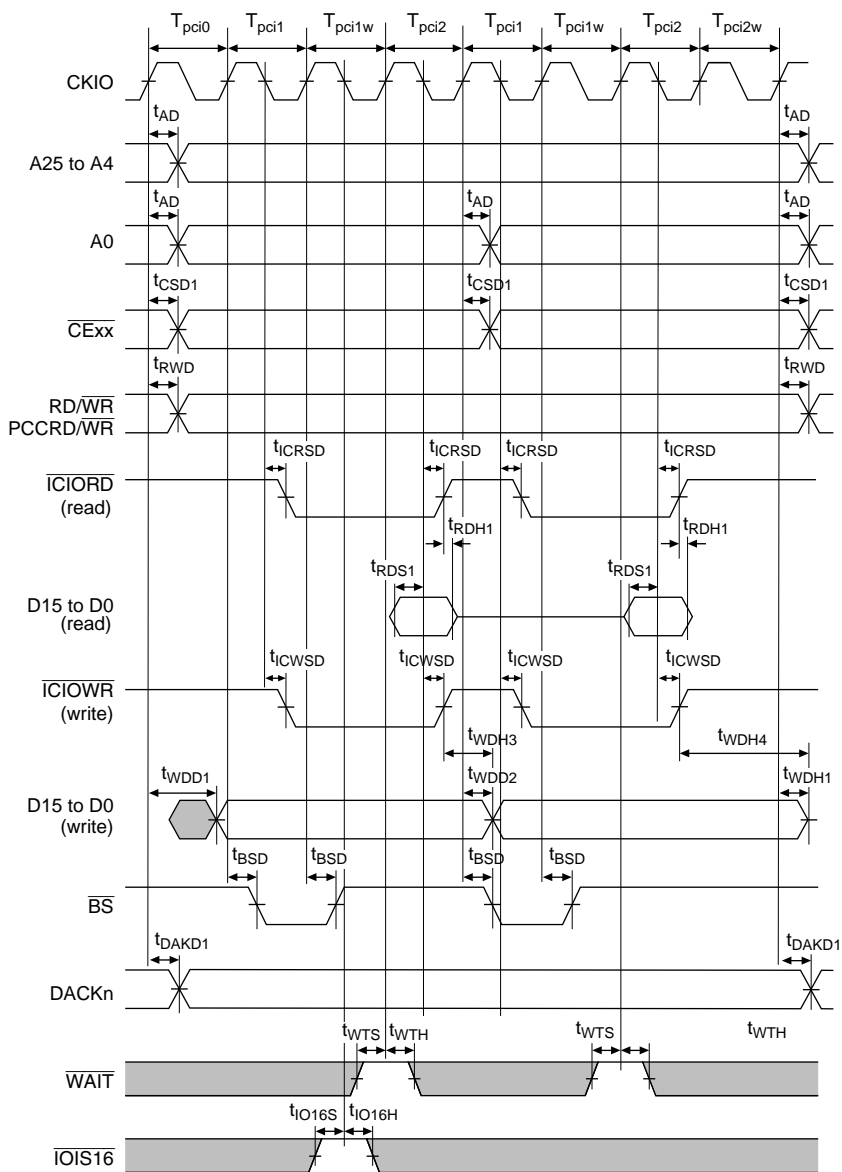 Tpci0 Tpci1 Tpci1w Tpci2 Tpci1 Tpci1w Tpci2 Tpci2w
CKIO
tAD tAD
A25 to A4
tAD tAD tAD
A0
tCSD1 tCSD1 tCSD1
CExx
tRWD tRWD
RD/WR
PCCRD/WR
tICRSD tICRSD tICRSD tICRSD
ICIORD
(read)
tRDH1 tRDH1
tRDS1 tRDS1
D15 to D0
(read)
tICWSD tICWSD tICWSD tICWSD
ICIOWR
(write)
tWDH3 tWDH4
tWDD1 tWDD2 tWDH1
D15 to D0
(write)
tBSD tBSD tBSD tBSD
BS
tDAKD1 tDAKD1
DACKn
tWTS tWTH tWTS tWTH
WAIT
tIO16S tIO16H
IOIS16